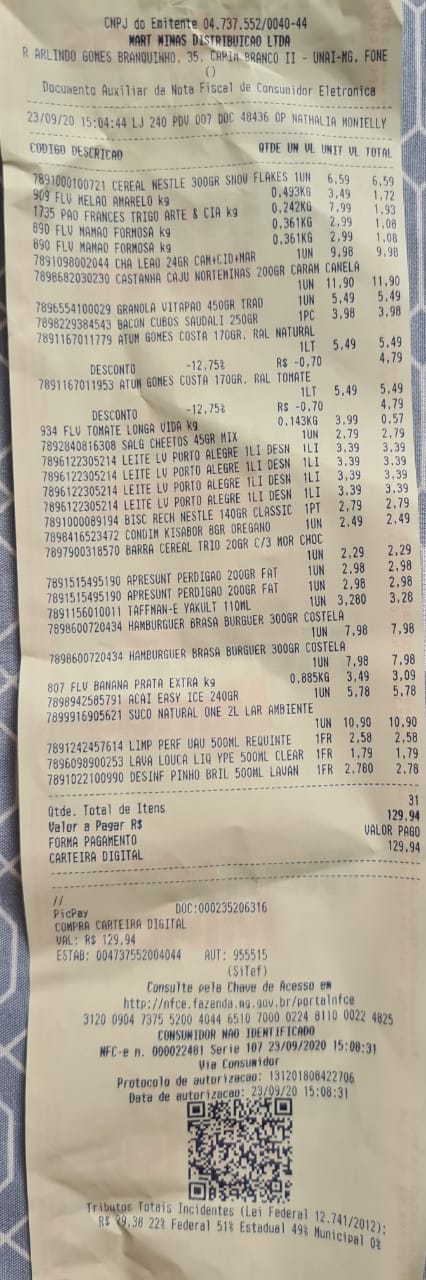 CNPJ do Emitente 04.737.552/0040-44
MART MINAS DISTRIBUICAO LTDA
R ARLINDO GOMES BRANQUINHO, 35, CAPIM BRANCO II - UNAI-MG, FONE
()
Documento Auxiliar da Nota Fiscal de Consumidor Eletronica
23/09/20 15:04:44 LJ 240 PDV 007 DOC 48436 OP NATHALIA MONIELLY
CODIGO DESCRICAO QTDE UN VL UNIT VL TOTAL
7891000100721 CEREAL NESTLE 300GR SNOW FLAKES 1UN 6,59 6,59
909 FLV MELAO AMARELO kg 0,493KG 3,49 1,72
1735 PAO FRANCES TRIGO ARTE & CIA kg 0,242KG 7,99 1,93
890 FLV MAMAO FORMOSA kg 0,361KG 2,99 1,08
890 FLV MAMAO FORMOSA kg 0,361KG 2,99 1,08
7891098002044 CHA LEAO 24GR CAM+CID+MAR 1UN 9,98 9,98
7898682030230 CASTANHA CAJU NORTEMINAS 200GR CARAM CANELA
1UN 11,90 11,90
7896554100029 GRANOLA VITAPAO 450GR TRAD 1UN 5,49 5,49
7898229384543 BACON CUBOS SAUDALI 250GR 1PC 3,98 3,98
7891167011779 ATUM GOMES COSTA 170GR. RAL NATURAL
1LT 5,49 5,49
DESCONTO -12,75% R$ -0,70 4,79
7891167011953 ATUM GOMES COSTA 170GR. RAL TOMATE
1LT 5,49 5,49
DESCONTO -12,75% R$ -0,70 4,79
934 FLV TOMATE LONGA VIDA kg 0,143KG 3,99 0,57
7892840816308 SALG CHEETOS 45GR MIX 1UN 2,79 2,79
7896122305214 LEITE LV PORTO ALEGRE 1LI DESN 1LI 3,39 3,39
7896122305214 LEITE LV PORTO ALEGRE 1LI DESN 1LI 3,39 3,39
7896122305214 LEITE LV PORTO ALEGRE 1LI DESN 1LI 3,39 3,39
7896122305214 LEITE LV PORTO ALEGRE 1LI DESN 1LI 3,39 3,39
7891000089194 BISC RECH NESTLE 140GR CLASSIC 1PT 2,79 2,79
7898416523472 CONDIM KISABOR 8GR OREGANO 1UN 2,49 2,49
7897900318570 BARRA CEREAL TRIO 20GR C/3 MOR CHOC
1UN 2,29 2,29
7891515495190 APRESUNT PERDIGAO 200GR FAT 1UN 2,98 2,98
7891515495190 APRESUNT PERDIGAO 200GR FAT 1UN 2,98 2,98
7891156010011 TAFFMAN-E YAKULT 110ML 1UN 3,280 3,28
7898600720434 HAMBURGUER BRASA BURGUER 300GR COSTELA
1UN 7,98 7,98
7898600720434 HAMBURGUER BRASA BURGUER 300GR COSTELA
1UN 7,98 7,98
807 FLV BANANA PRATA EXTRA kg 0,885KG 3,49 3,09
7898942585791 ACAI EASY ICE 240GR 1UN 5,78 5,78
7899916905621 SUCO NATURAL ONE 2L LAR AMBIENTE
1UN 10,90 10,90
7891242457614 LIMP PERF UAU 500ML REQUINTE 1FR 2,58 2,58
7896098900253 LAVA LOUCA LIQ YPE 500ML CLEAR 1FR 1,79 1,79
7891022100990 DESINF PINHO BRIL 500ML LAVAN 1FR 2,780 2,78
Qtde. Total de Itens 31
Valor a Pagar R$ 129,94
FORMA PAGAMENTO VALOR PAGO
CARTEIRA DIGITAL 129,94
//
PicPay DOC:000235206316
COMPRA CARTEIRA DIGITAL
VAL: R$ 129,94
ESTAB: 004737552004044 AUT: 955515
(SiTef)
Consulte pela Chave de Acesso em
http://nfce.fazenda.mg.gov.br/portalnfce
3120 0904 7375 5200 4044 6510 7000 0224 8110 0022 4825
CONSUMIDOR NAO IDENTIFICADO
NFC-e n. 000022481 Serie 107 23/09/2020 15:08:31
Via Consumidor
Protocolo de autorizacao: 131201808422706
Data de autorizacao: 23/09/20 15:08:31
Tributos Totais Incidentes (Lei Federal 12.741/2012):
R$ 29,38 22% Federal 51% Estadual 49% Municipal 0%